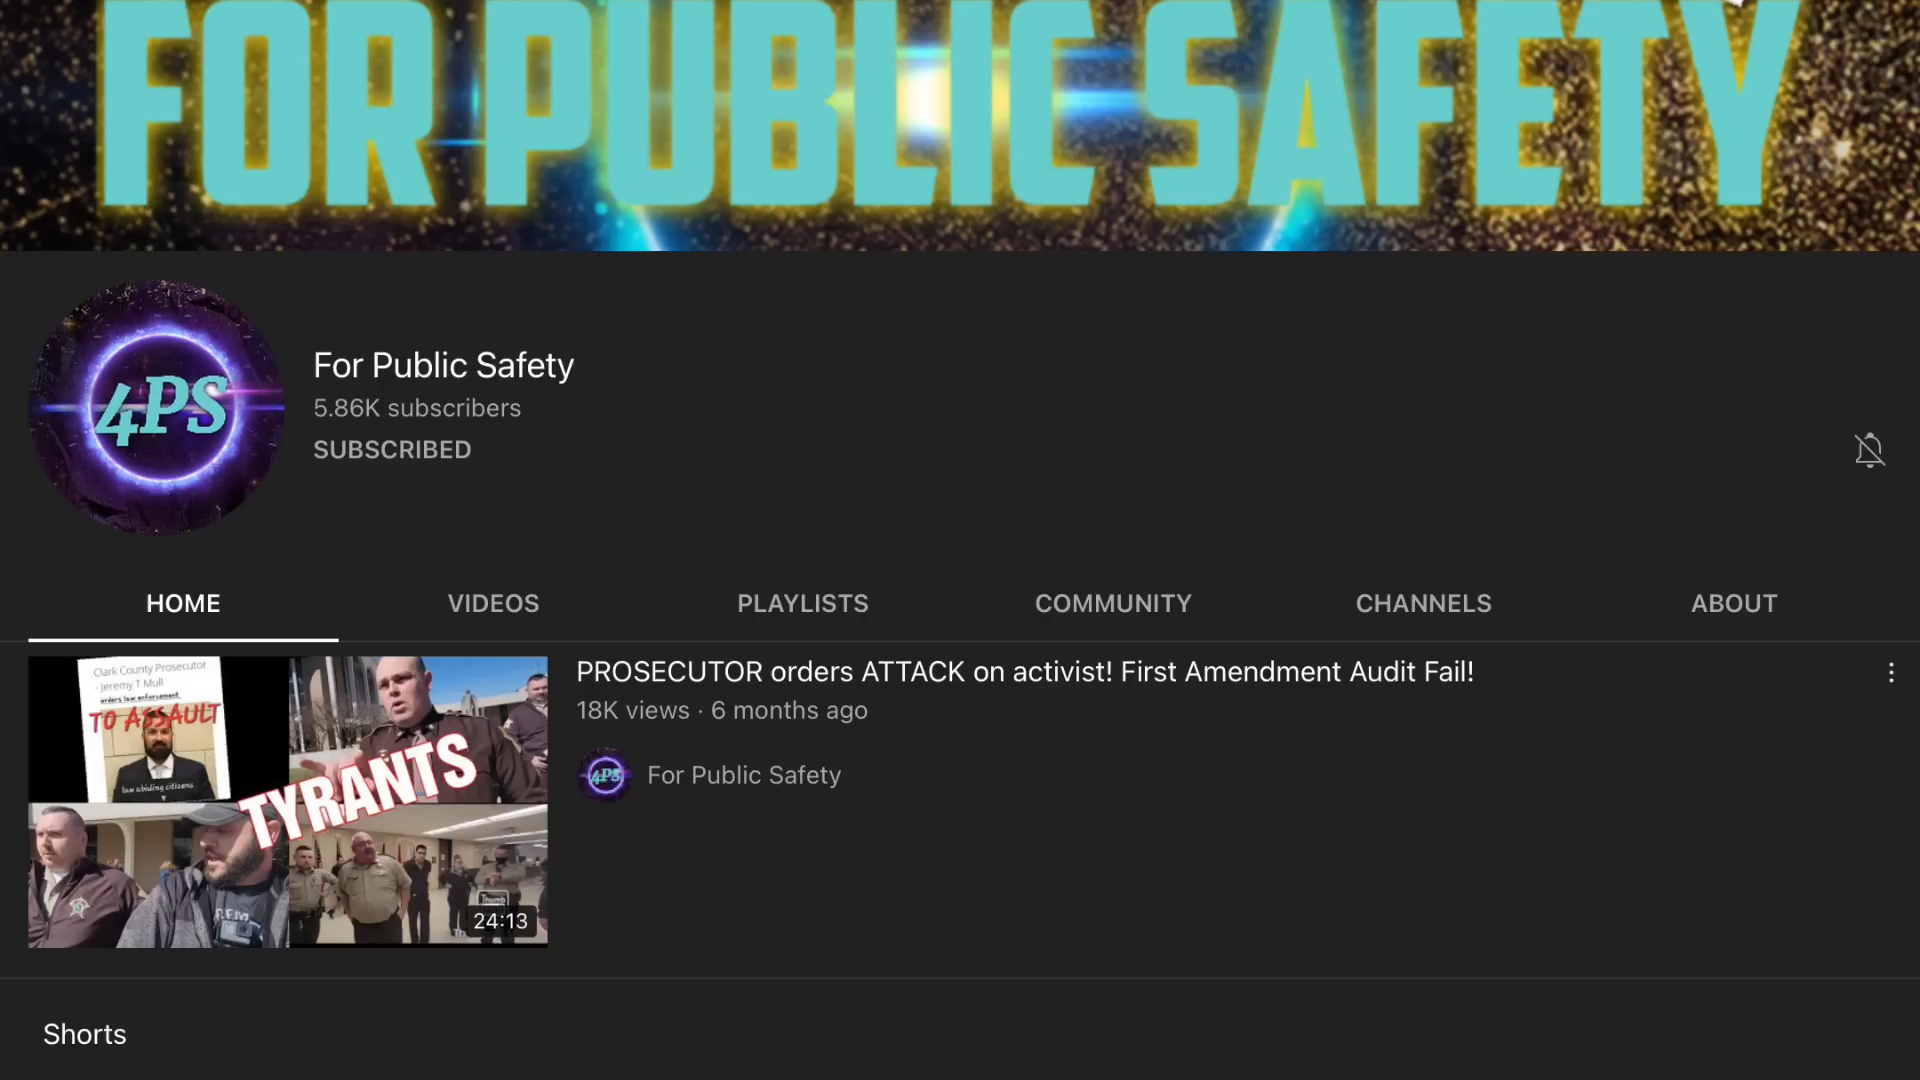 FOR PUBLIC SAFETY
4PS
For Public Safety
5.86K subscribers
SUBSCRIBED
HOME
VIDEOS
PLAYLISTS
COMMUNITY
CHANNELS
ABOUT
Clark County Prosecutor
- Jeremy T Mull
orders law enforcement
TO ASSAULT
law abiding citizens
TYRANTS
Thumb
24:13
PROSECUTOR orders ATTACK on activist! First Amendment Audit Fail!
18K views · 6 months ago
4PS
For Public Safety
Shorts